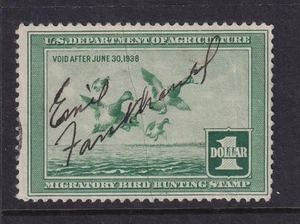 U.S. DEPARTMENT OF AGRICULTURE
VOID AFTER JUNE 30, 1938
Emil
1
DOLLAR
MIGRATORY BIRD HUNTING STAMP